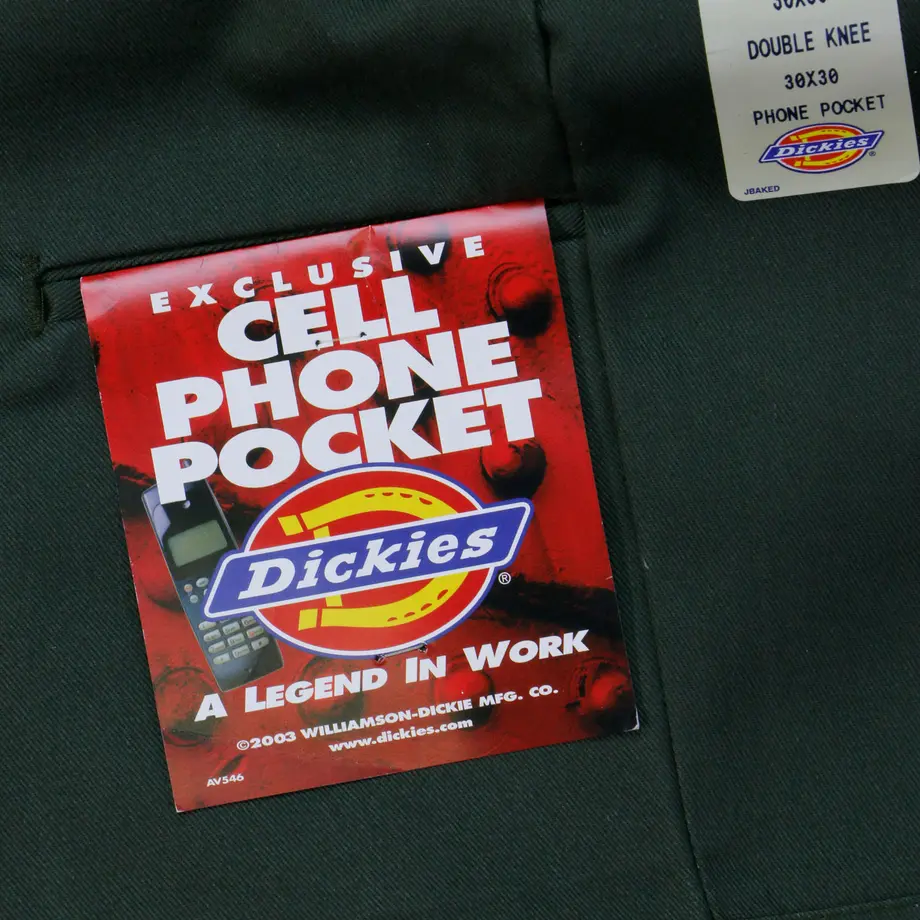 DOUBLE KNEE
30X30
PHONE POCKET
Dickies®
JBAKED
EXCLUSIVE
CELL
PHONE
POCKET
Dickies®
A LEGEND IN WORK
©2003 WILLIAMSON-DICKIE MFG. CO.
www.dickies.com
AV546